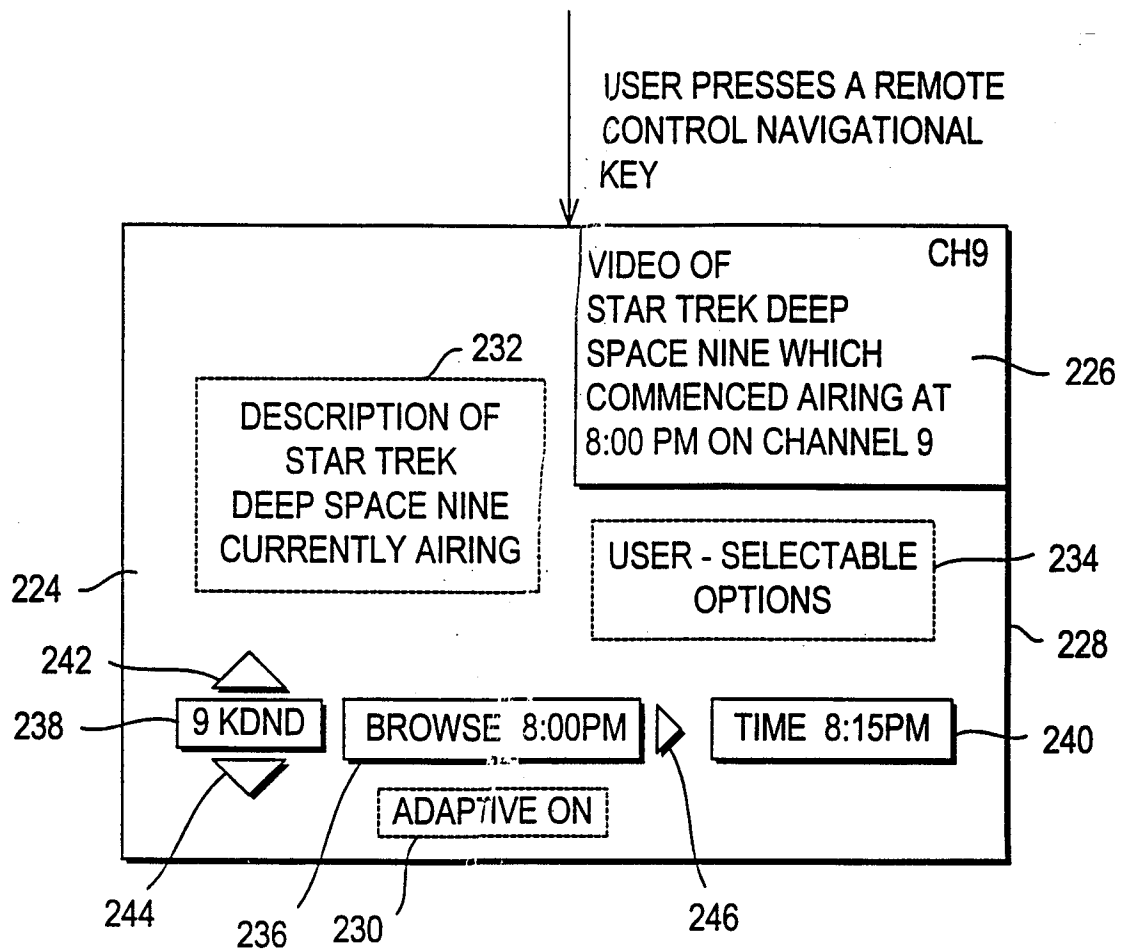 USER PRESSES A REMOTE
CONTROL NAVIGATIONAL
KEY
CH9
VIDEO OF
STAR TREK DEEP
SPACE NINE WHICH
COMMENCED AIRING AT
8:00 PM ON CHANNEL 9
232
226
DESCRIPTION OF
STAR TREK
DEEP SPACE NINE
CURRENTLY AIRING
USER - SELECTABLE
OPTIONS
234
224
228
242
238
9 KDND
BROWSE 8:00PM
TIME 8:15PM
240
ADAPTIVE ON
244
236
230
246